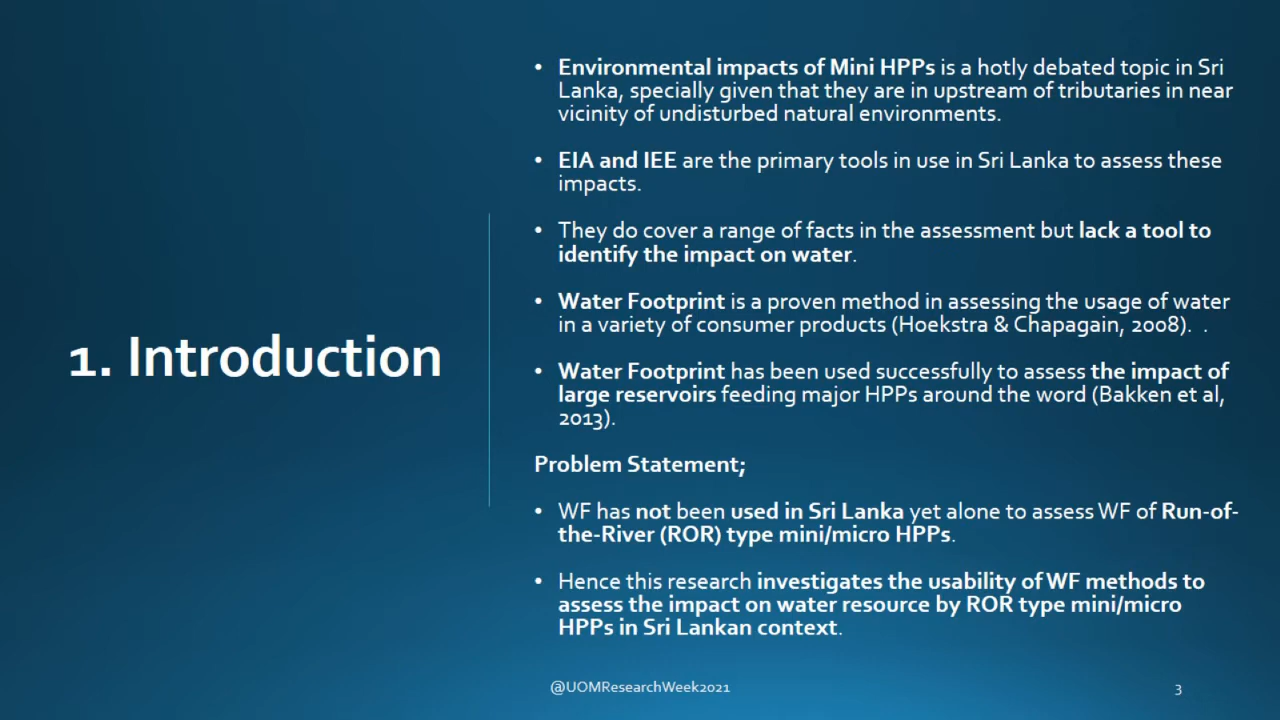 1. Introduction
• Environmental impacts of Mini HPPs is a hotly debated topic in Sri
Lanka, specially given that they are in upstream of tributaries in near
vicinity of undisturbed natural environments.
• EIA and IEE are the primary tools in use in Sri Lanka to assess these
impacts.
• They do cover a range of facts in the assessment but lack a tool to
identify the impact on water.
• Water Footprint is a proven method in assessing the usage of water
in a variety of consumer products (Hoekstra & Chapagain, 2008). .
• Water Footprint has been used successfully to assess the impact of
large reservoirs feeding major HPPs around the word (Bakken et al,
2013).
Problem Statement;
• WF has not been used in Sri Lanka yet alone to assess WF of Run-of-
the-River (ROR) type mini/micro HPPs.
• Hence this research investigates the usability of WF methods to
assess the impact on water resource by ROR type mini/micro
HPPs in Sri Lankan context.
@UOMResearchWeek2021
3